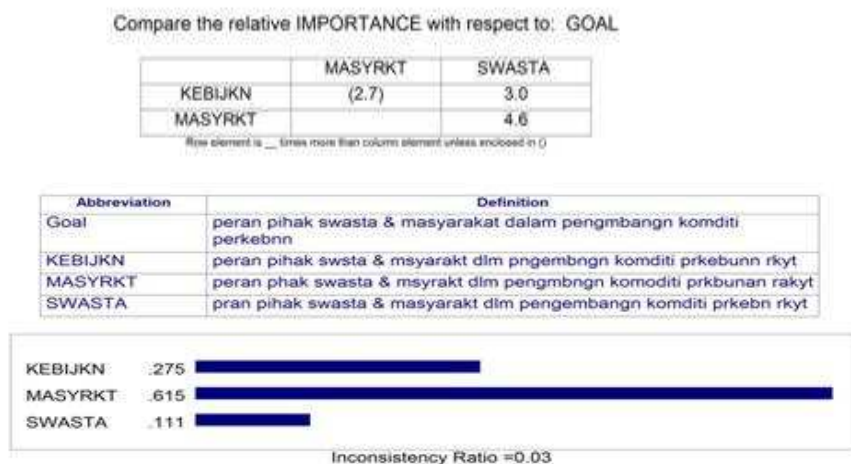 Compare the relative IMPORTANCE with respect to: GOAL
MASYRKT SWASTA
KEBIJKN (2.7) 3.0
MASYRKT 4.6
Row element is __ times more than column element unless enclosed in ()
Abbreviation Definition
Goal peran pihak swasta & masyarakat dalam pengmbangn komditi
perkebnn
KEBIJKN peran pihak swsta & msyarakt dlm pngembngn komditi prkebunn rkyt
MASYRKT peran phak swasta & msyrakt dlm pengmbngn komoditi prkbunan rakyt
SWASTA pran pihak swasta & masyarakt dlm pengembangn komditi prkebn rkyt
KEBIJKN .275
MASYRKT .615
SWASTA .111
Inconsistency Ratio =0.03